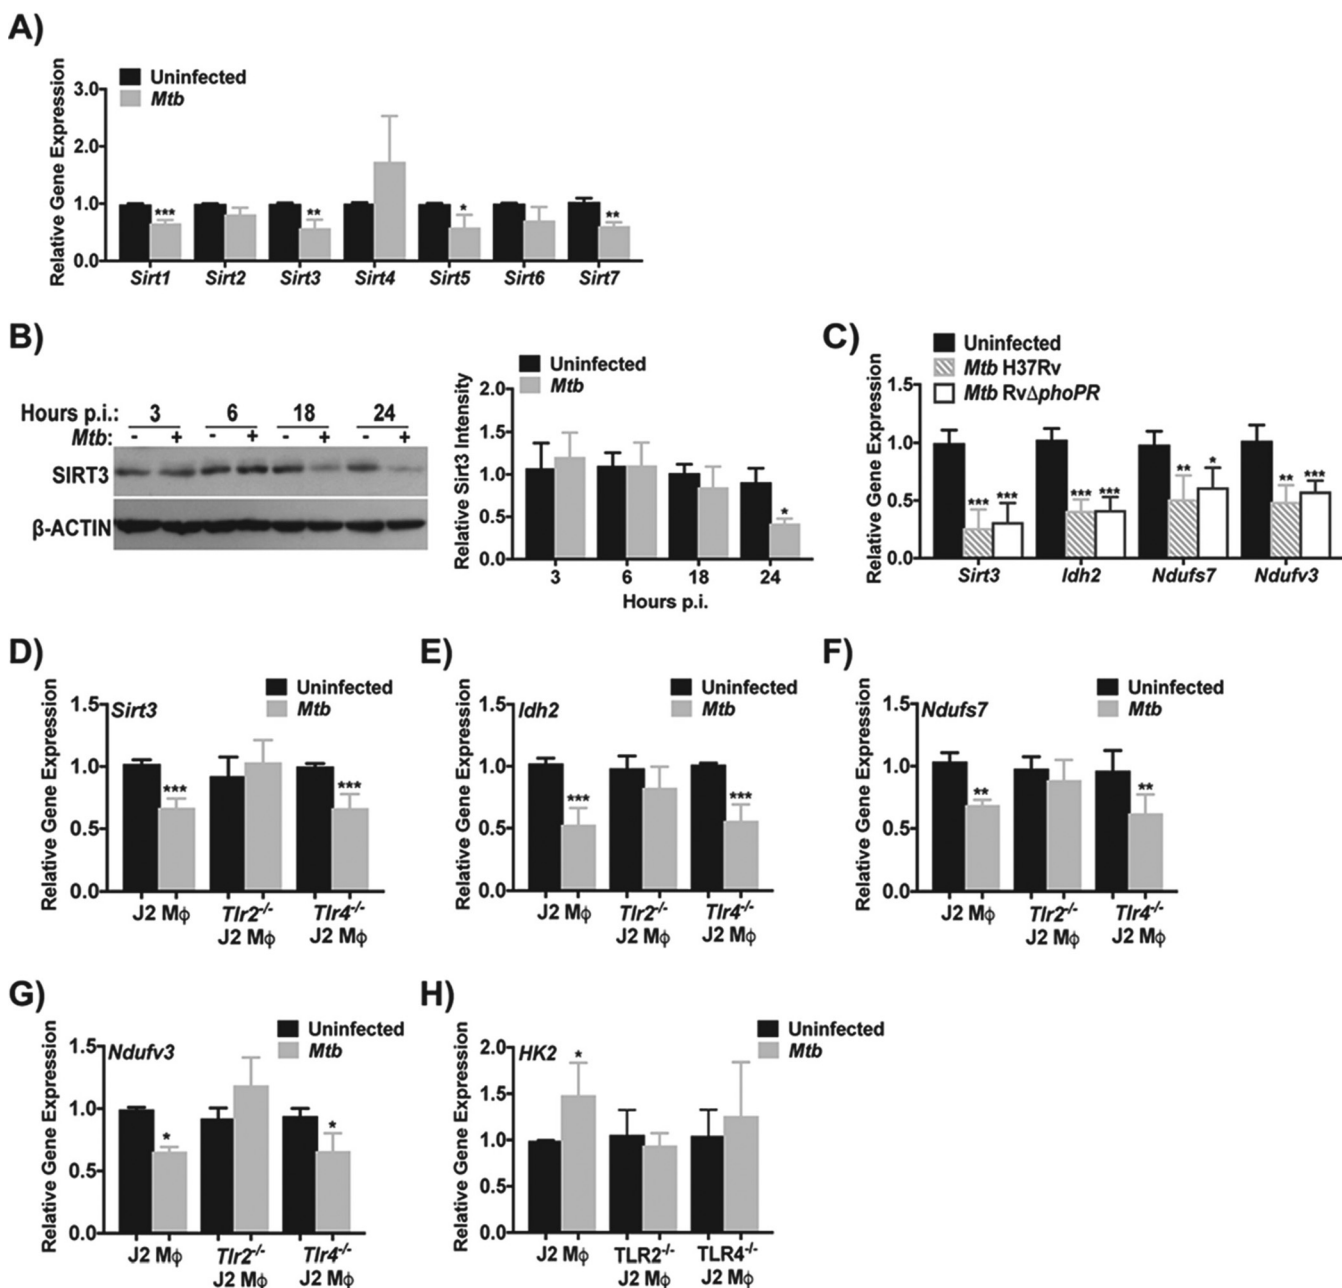 A)
Uninfected
Mtb
Relative Gene Expression
3.0
2.0
1.0
0.0
*** ** * **
Sirt1 Sirt2 Sirt3 Sirt4 Sirt5 Sirt6 Sirt7
B)
Hours p.i.: 3 6 18 24
Mtb: - + - + - + - +
SIRT3
β-ACTIN
Uninfected
Mtb
Relative Sirt3 Intensity
2.0
1.5
1.0
0.5
0.0
*
3 6 18 24
Hours p.i.
C)
Uninfected
Mtb H37Rv
Mtb RvΔphoPR
Relative Gene Expression
1.5
1.0
0.5
0.0
*** *** *** *** ** * ** ***
Sirt3 Idh2 Ndufs7 Ndufv3
D)
Uninfected
Mtb
Sirt3
Relative Gene Expression
1.5
1.0
0.5
0.0
*** ***
J2 Mϕ Tlr2-/- Tlr4-/-
J2 Mϕ J2 Mϕ
E)
Uninfected
Mtb
Idh2
Relative Gene Expression
1.5
1.0
0.5
0.0
*** ***
J2 Mϕ Tlr2-/- Tlr4-/-
J2 Mϕ J2 Mϕ
F)
Uninfected
Mtb
Ndufs7
Relative Gene Expression
1.5
1.0
0.5
0.0
** **
J2 Mϕ Tlr2-/- Tlr4-/-
J2 Mϕ J2 Mϕ
G)
Uninfected
Mtb
Ndufv3
Relative Gene Expression
1.5
1.0
0.5
0.0
* *
J2 Mϕ Tlr2-/- Tlr4-/-
J2 Mϕ J2 Mϕ
H)
Uninfected
Mtb
HK2
Relative Gene Expression
2.0
1.5
1.0
0.5
0.0
*
J2 Mϕ TLR2-/- TLR4-/-
J2 Mϕ J2 Mϕ